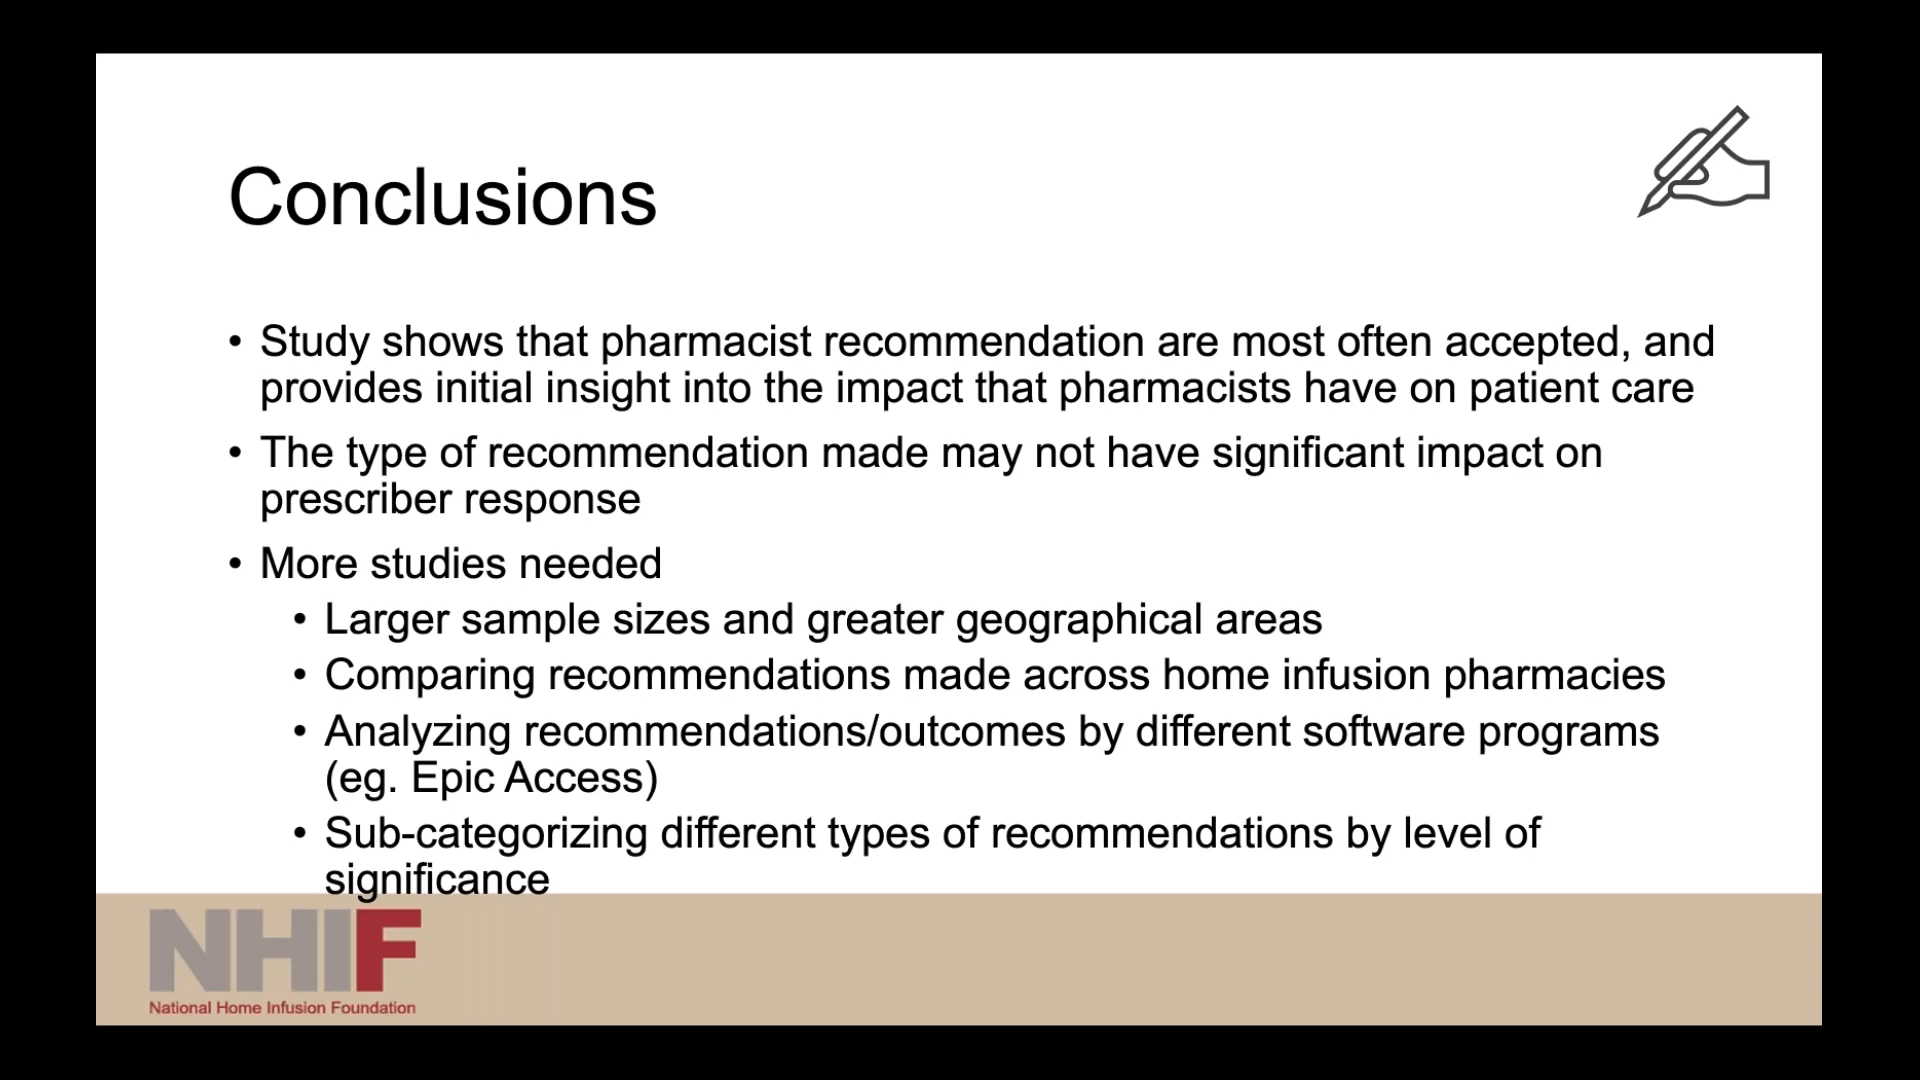 Conclusions
• Study shows that pharmacist recommendation are most often accepted, and
provides initial insight into the impact that pharmacists have on patient care
• The type of recommendation made may not have significant impact on
prescriber response
• More studies needed
• Larger sample sizes and greater geographical areas
• Comparing recommendations made across home infusion pharmacies
• Analyzing recommendations/outcomes by different software programs
(eg. Epic Access)
• Sub-categorizing different types of recommendations by level of
significance
NHIF
National Home Infusion Foundation